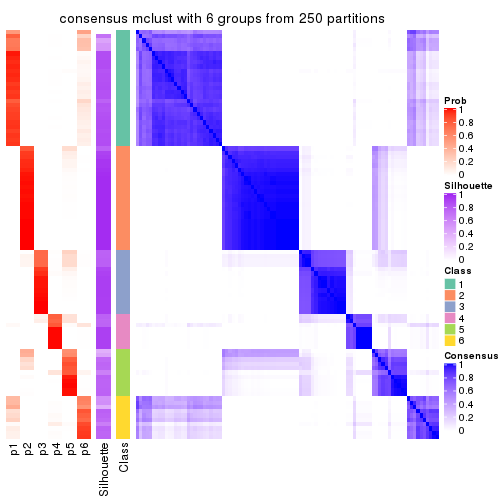 consensus mclust with 6 groups from 250 partitions
Prob
1
0.8
0.6
0.4
0.2
0
Silhouette
1
0.8
0.6
0.4
0.2
0
Class
1
2
3
4
5
6
Consensus
1
0.8
0.6
0.4
0.2
0
p1
p2
p3
p4
p5
p6
Silhouette
Class